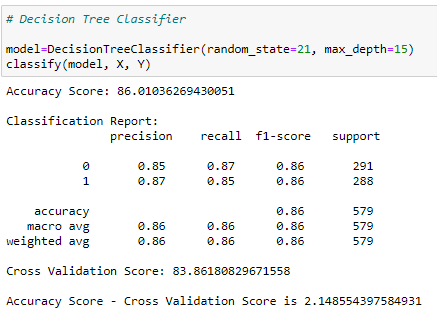 # Decision Tree Classifier
model=DecisionTreeClassifier(random_state=21, max_depth=15)
classify(model, X, Y)
Accuracy Score: 86.01036269430051
Classification Report:
precision recall f1-score support
0 0.85 0.87 0.86 291
1 0.87 0.85 0.86 288
accuracy 0.86 579
macro avg 0.86 0.86 0.86 579
weighted avg 0.86 0.86 0.86 579
Cross Validation Score: 83.86180829671558
Accuracy Score - Cross Validation Score is 2.148554397584931